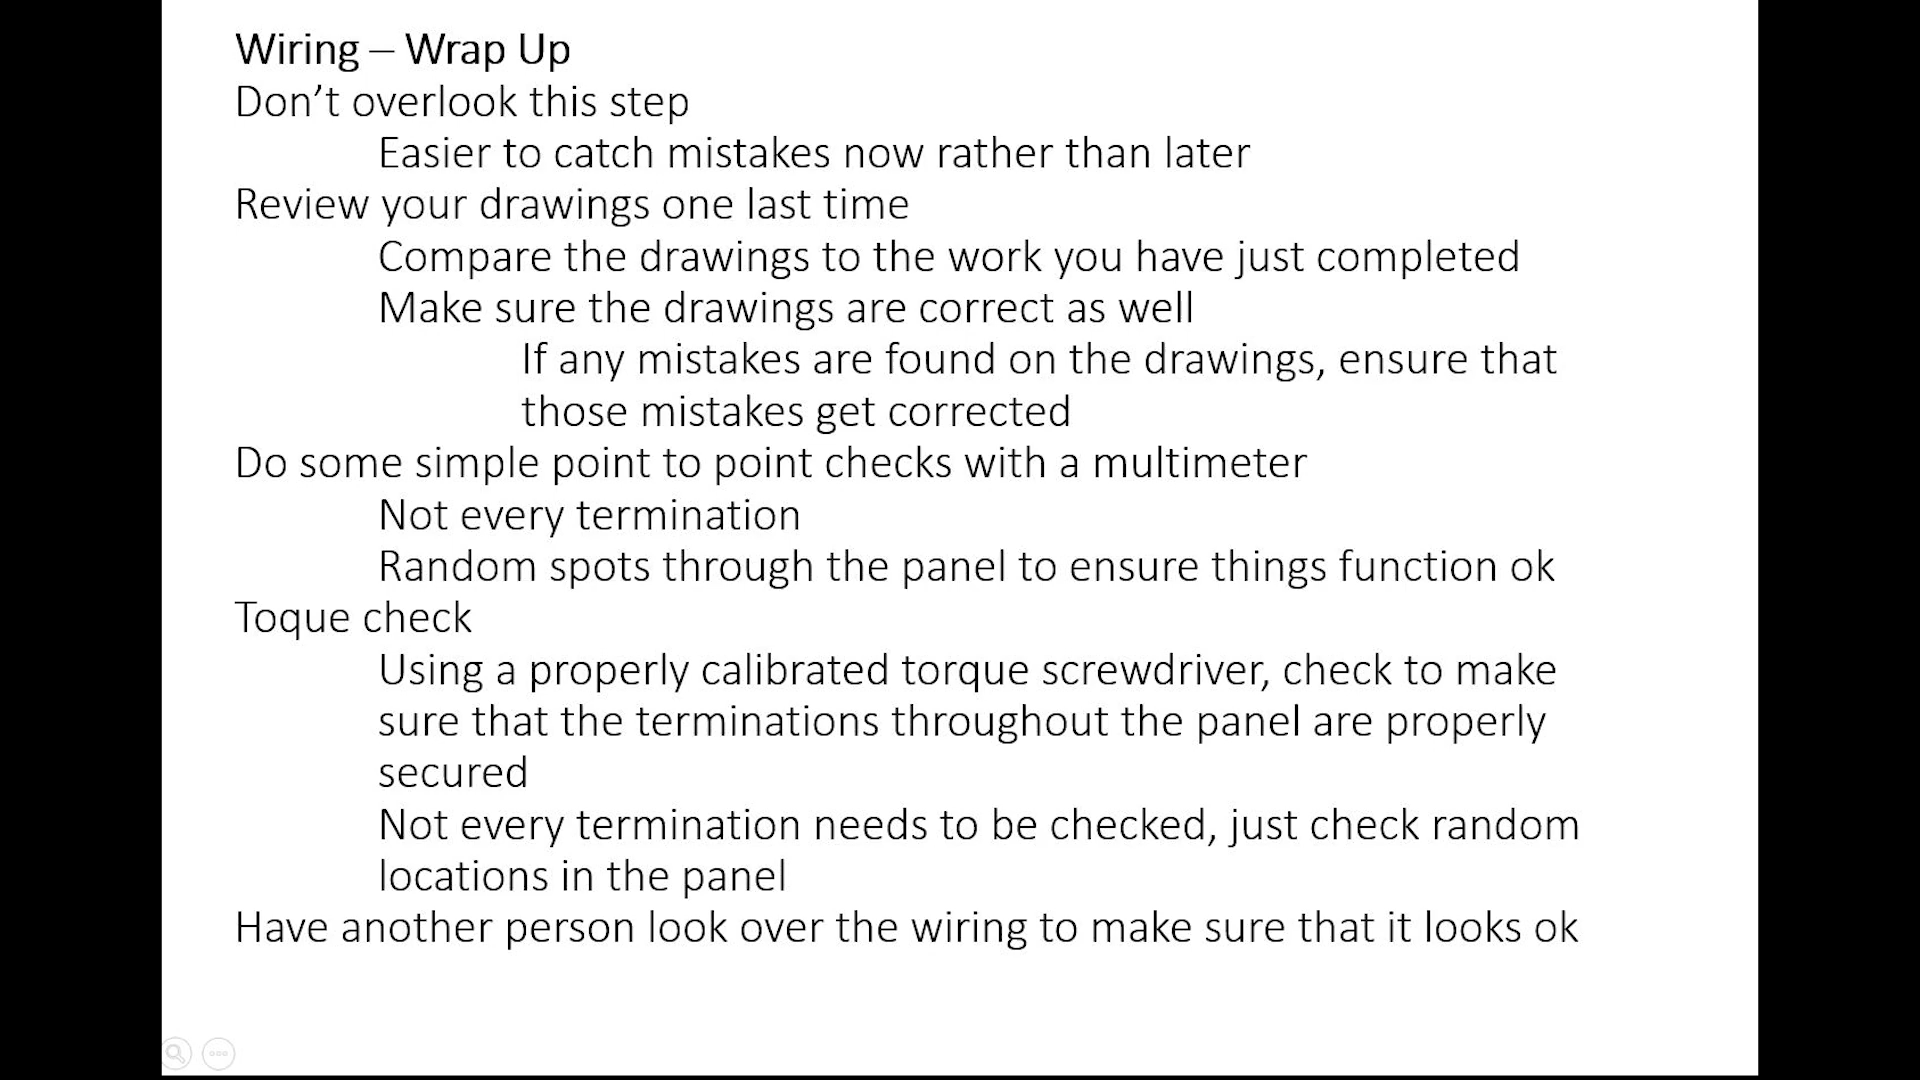 Wiring – Wrap Up
Don’t overlook this step
Easier to catch mistakes now rather than later
Review your drawings one last time
Compare the drawings to the work you have just completed
Make sure the drawings are correct as well
If any mistakes are found on the drawings, ensure that
those mistakes get corrected
Do some simple point to point checks with a multimeter
Not every termination
Random spots through the panel to ensure things function ok
Toque check
Using a properly calibrated torque screwdriver, check to make
sure that the terminations throughout the panel are properly
secured
Not every termination needs to be checked, just check random
locations in the panel
Have another person look over the wiring to make sure that it looks ok